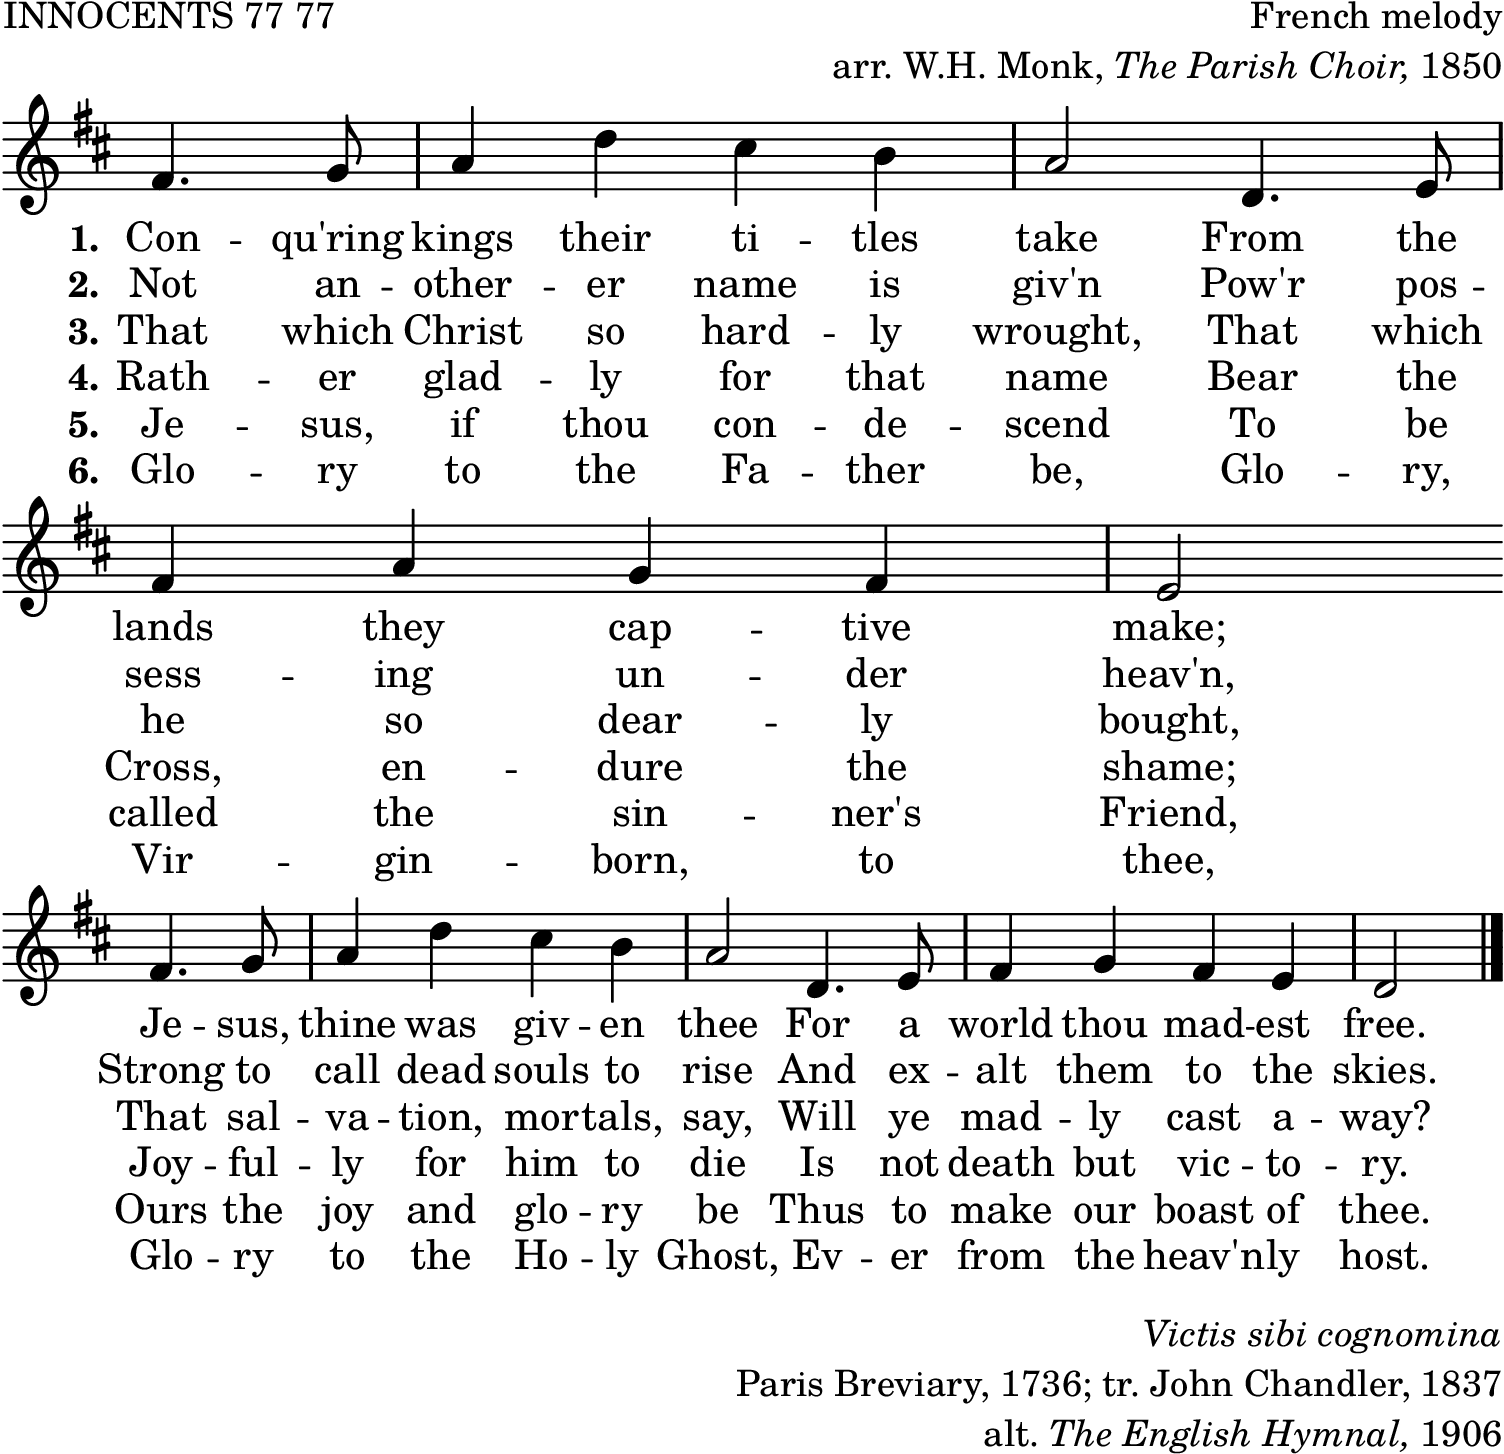 INNOCENTS 77 77
French melody
arr. W.H. Monk, The Parish Choir, 1850
1. Con -- qu'ring kings their ti -- tles take From the
2. Not an -- other -- er name is giv'n Pow'r pos --
3. That which Christ so hard -- ly wrought, That which
4. Rath -- er glad -- ly for that name Bear the
5. Je -- sus, if thou con -- de -- scend To be
6. Glo -- ry to the Fa -- ther be, Glo -- ry,
lands they cap -- tive make;
sess -- ing un -- der heav'n,
he so dear -- ly bought,
Cross, en -- dure the shame;
called the sin -- ner's Friend,
Vir -- gin -- born, to thee,
Je -- sus, thine was giv -- en thee For a world thou mad -- est free.
Strong to call dead souls to rise And ex -- alt them to the skies.
That sal -- va -- tion, mortals, say, Will ye mad -- ly cast a -- way?
Joy -- ful -- ly for him to die Is not death but vic -- to -- ry.
Ours the joy and glo -- ry be Thus to make our boast of thee.
Glo -- ry to the Ho -- ly Ghost, Ev -- er from the heav'nly host.
Victis sibi cognomina
Paris Breviary, 1736; tr. John Chandler, 1837
alt. The English Hymnal, 1906